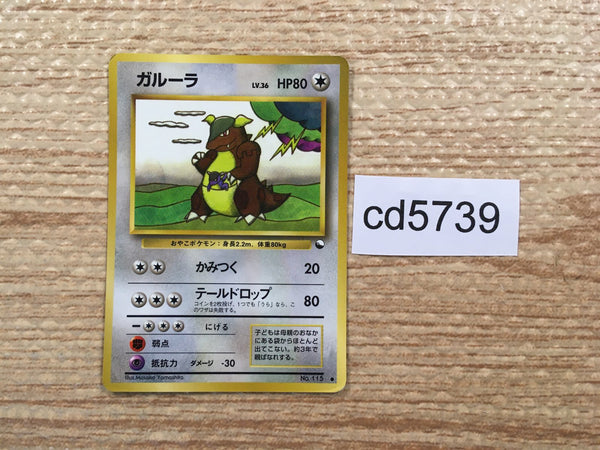 ガルーラ LV.36 HP80
おやこポケモン:身長2.2m、体重80kg
かみつく 20
テールドロップ 80
コインを2枚投げ、1つでも「うら」なら、こ
のワザは失敗する。
にげる
弱点
抵抗力 ダメージ -30
子どもは母親のおなか
にある袋からほとんど
出てこない。約3年で
親ばなれする。
Illus.Masako Yamashita
No. 115
cd5739